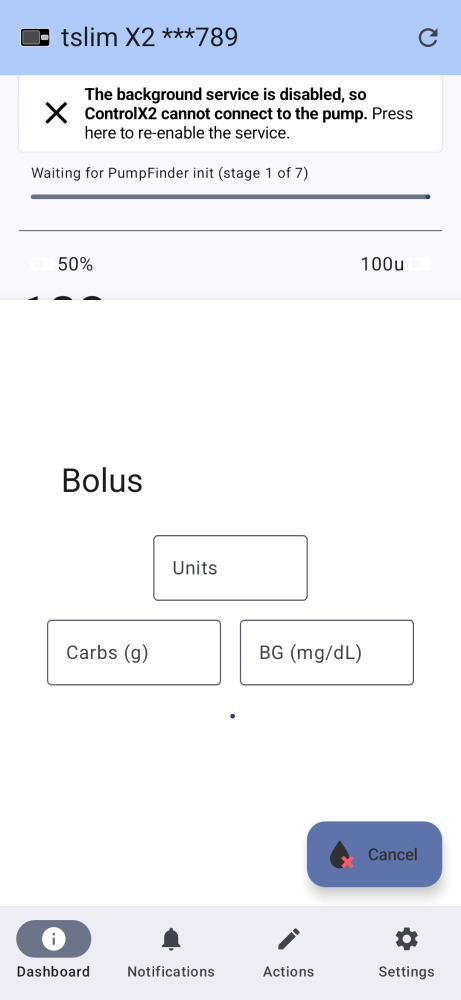 tslim X2 ***789
The background service is disabled, so
ControlX2 cannot connect to the pump. Press
here to re-enable the service.
Waiting for PumpFinder init (stage 1 of 7)
50%
100u
Bolus
Units
Carbs (g)
BG (mg/dL)
Cancel
Dashboard
Notifications
Actions
Settings